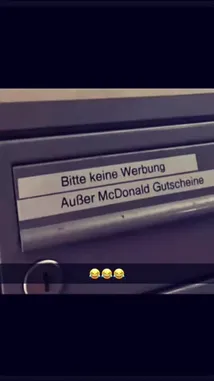 Bitte keine Werbung
Außer McDonald Gutscheine
😂😂😂